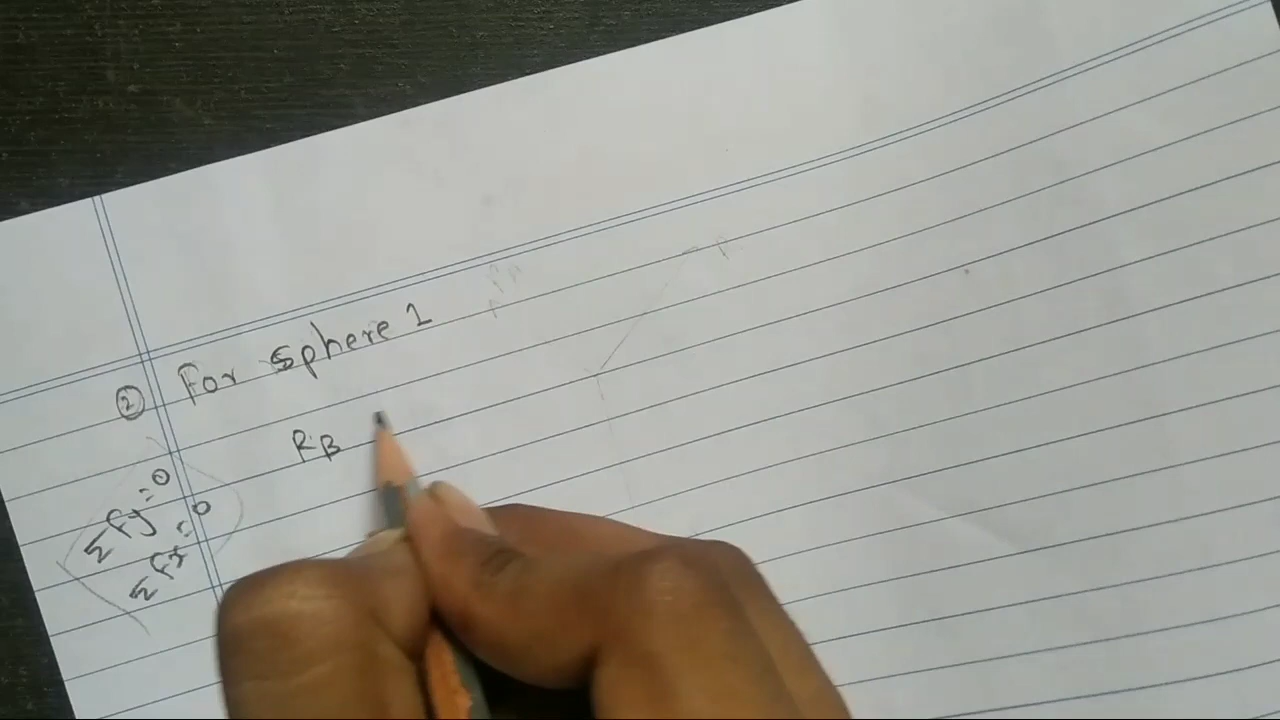 ② For sphere 1
RB
Σfy=0
Σfx=0